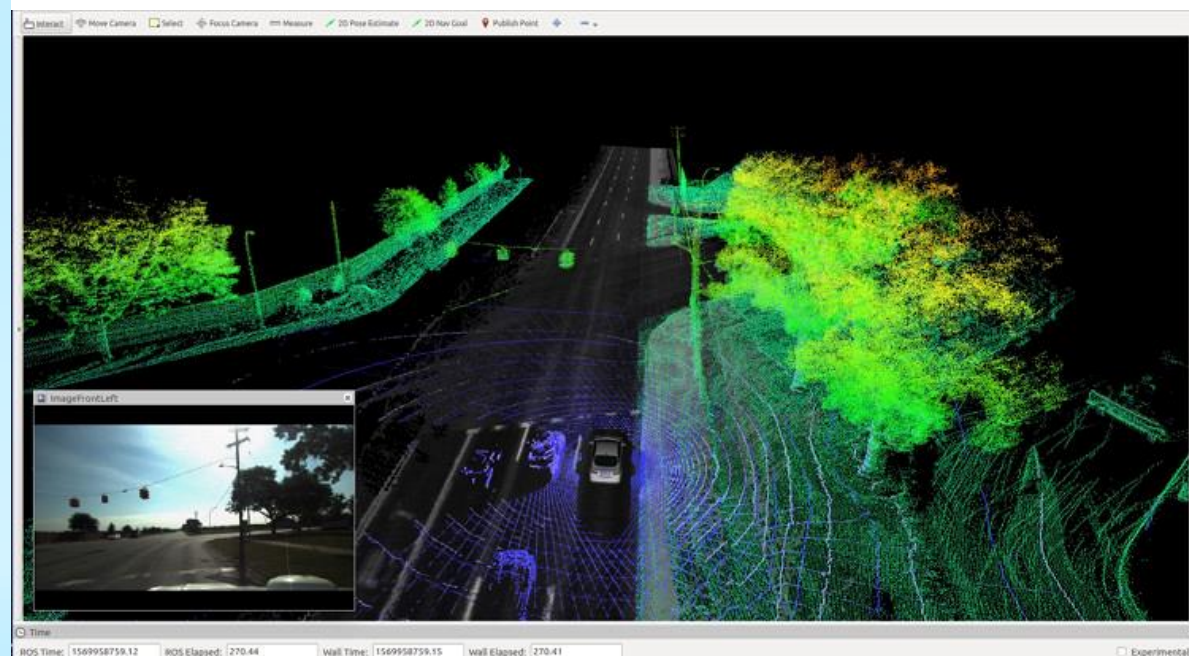 Interact Move Camera Select Focus Camera Measure 2D Pose Estimate 2D Nav Goal Publish Point
ImageFrontLeft
Time
ROS Time: 1569958759.12 ROS Elapsed: 270.44 Wall Time: 1569958759.15 Wall Elapsed: 270.41 Experimental